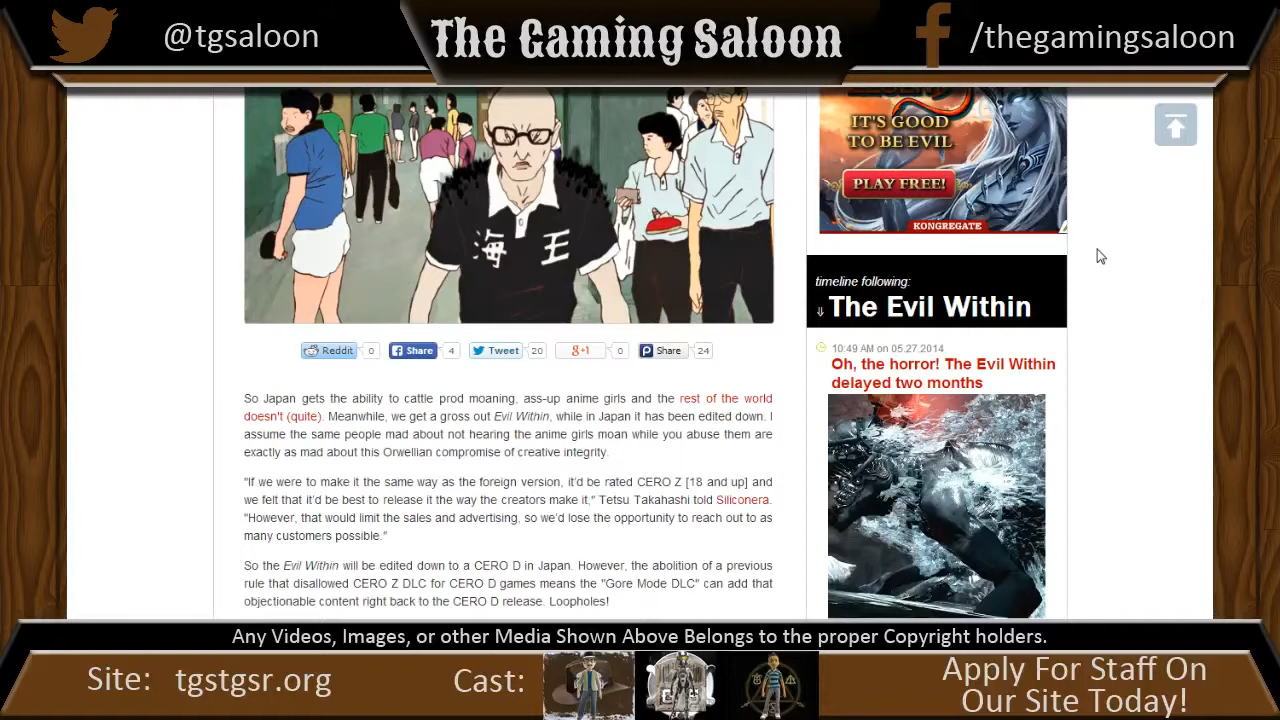 @tgsaloon
The Gaming Saloon
/thegamingsaloon
IT'S GOOD
TO BE EVIL
PLAY FREE!
KONGREGATE
海 王
timeline following:
⇓ The Evil Within
10:49 AM on 05.27.2014
Oh, the horror! The Evil Within
delayed two months
Reddit 0 Share 4 Tweet 20 g+1 0 Share 24
So Japan gets the ability to cattle prod moaning, ass-up anime girls and the rest of the world
doesn't (quite). Meanwhile, we get a gross out Evil Within, while in Japan it has been edited down. I
assume the same people mad about not hearing the anime girls moan while you abuse them are
exactly as mad about this Orwellian compromise of creative integrity.
"If we were to make it the same way as the foreign version, it'd be rated CERO Z [18 and up] and
we felt that it'd be best to release it the way the creators make it," Tetsu Takahashi told Siliconera.
"However, that would limit the sales and advertising, so we'd lose the opportunity to reach out to as
many customers possible."
So the Evil Within will be edited down to a CERO D in Japan. However, the abolition of a previous
rule that disallowed CERO Z DLC for CERO D games means the "Gore Mode DLC" can add that
objectionable content right back to the CERO D release. Loopholes!
Any Videos, Images, or other Media Shown Above Belongs to the proper Copyright holders.
Site: tgstgsr.org
Cast:
Apply For Staff On
Our Site Today!